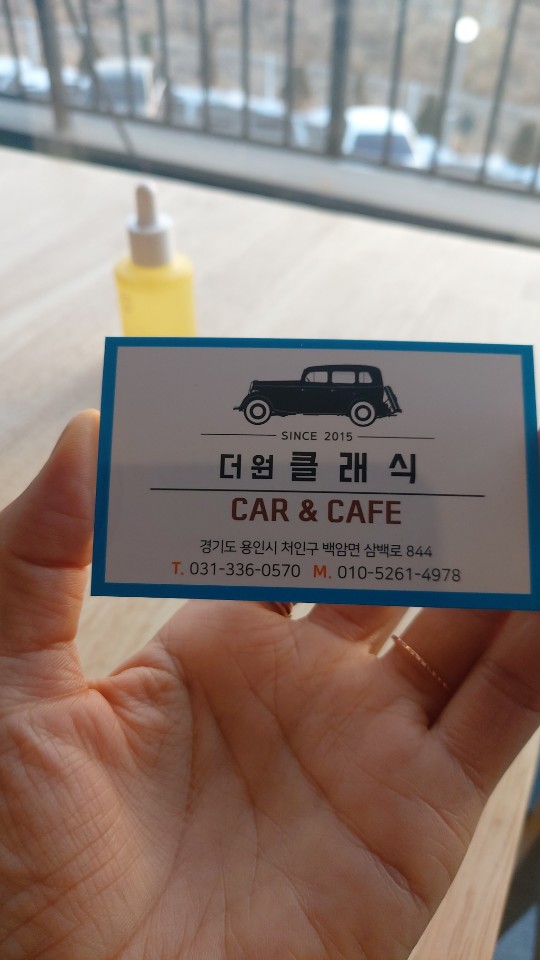 SINCE 2015
더원 클래식
CAR & CAFE
경기도 용인시 처인구 백암면 삼백로 844
T. 031-336-0570 M. 010-5261-4978